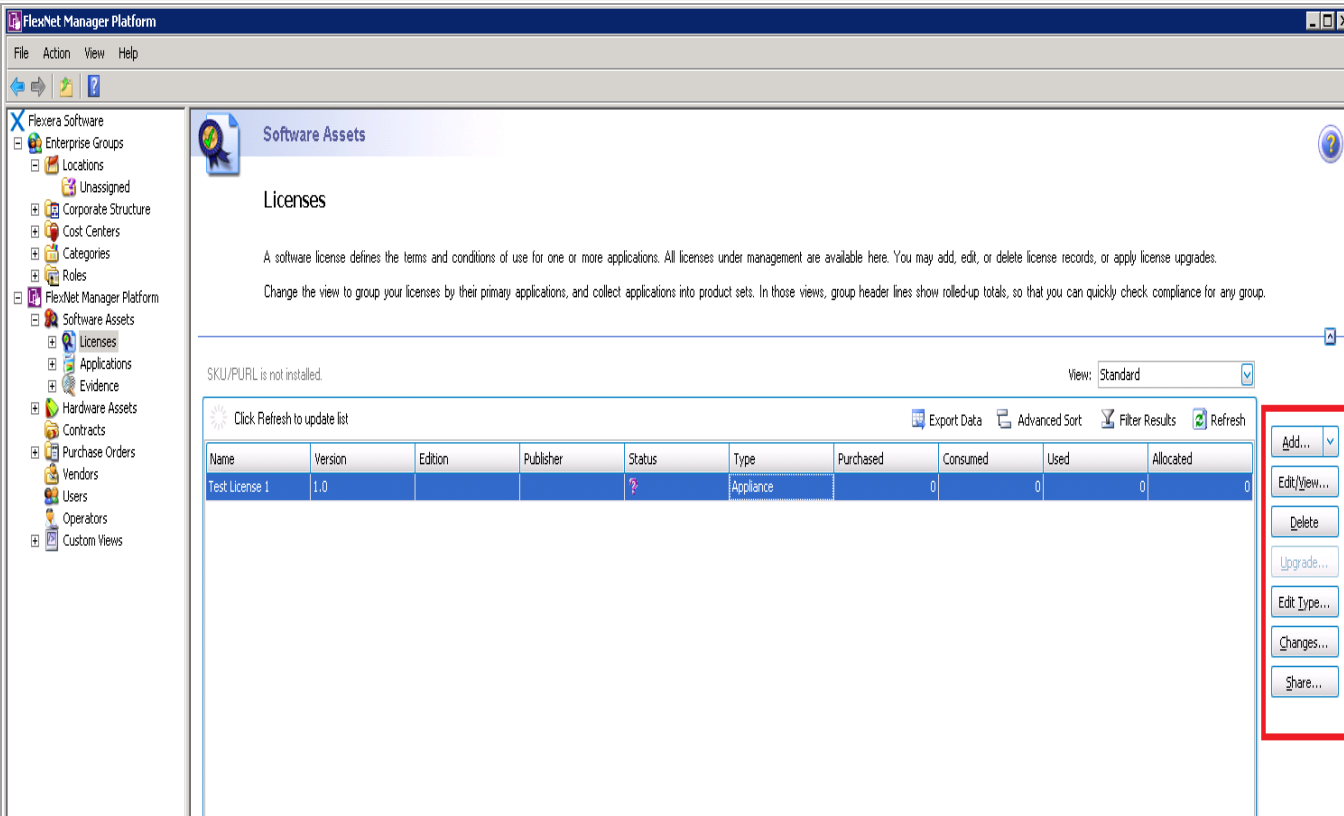 FlexNet Manager Platform
File Action View Help
Flexera Software
Enterprise Groups
Locations
Unassigned
Corporate Structure
Cost Centers
Categories
Roles
FlexNet Manager Platform
Software Assets
Licenses
Applications
Evidence
Hardware Assets
Contracts
Purchase Orders
Vendors
Users
Operators
Custom Views
Software Assets
Licenses
A software license defines the terms and conditions of use for one or more applications. All licenses under management are available here. You may add, edit, or delete license records, or apply license upgrades.
Change the view to group your licenses by their primary applications, and collect applications into product sets. In those views, group header lines show rolled-up totals, so that you can quickly check compliance for any group.
SKU/PURL is not installed.
View: Standard
Click Refresh to update list Export Data Advanced Sort Filter Results Refresh
Name Version Edition Publisher Status Type Purchased Consumed Used Allocated
Test License 1 1.0 Appliance 0 0 0 0
Add...
Edit/View...
Delete
Upgrade...
Edit Type...
Changes...
Share...